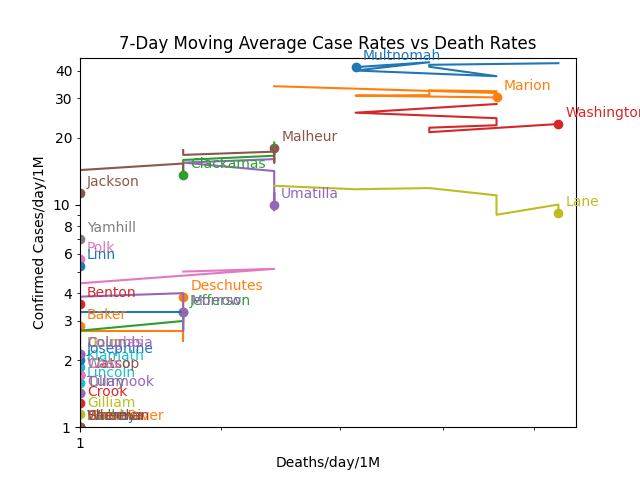 7-Day Moving Average Case Rates vs Death Rates
Multnomah
40
Marion
30
Washington
Malheur
20
Clackamas
Jackson
Umatilla
Lane
10
Yamhill
8
Polk
Linn
6
Deschutes
Benton
4
Jefferson
Morrow
Baker
3
Columbia
Josephine
2
Klamath
Clatsop
Lincoln
Tillamook
Crook
Gilliam
1
1
Deaths/day/1M
Confirmed Cases/day/1M